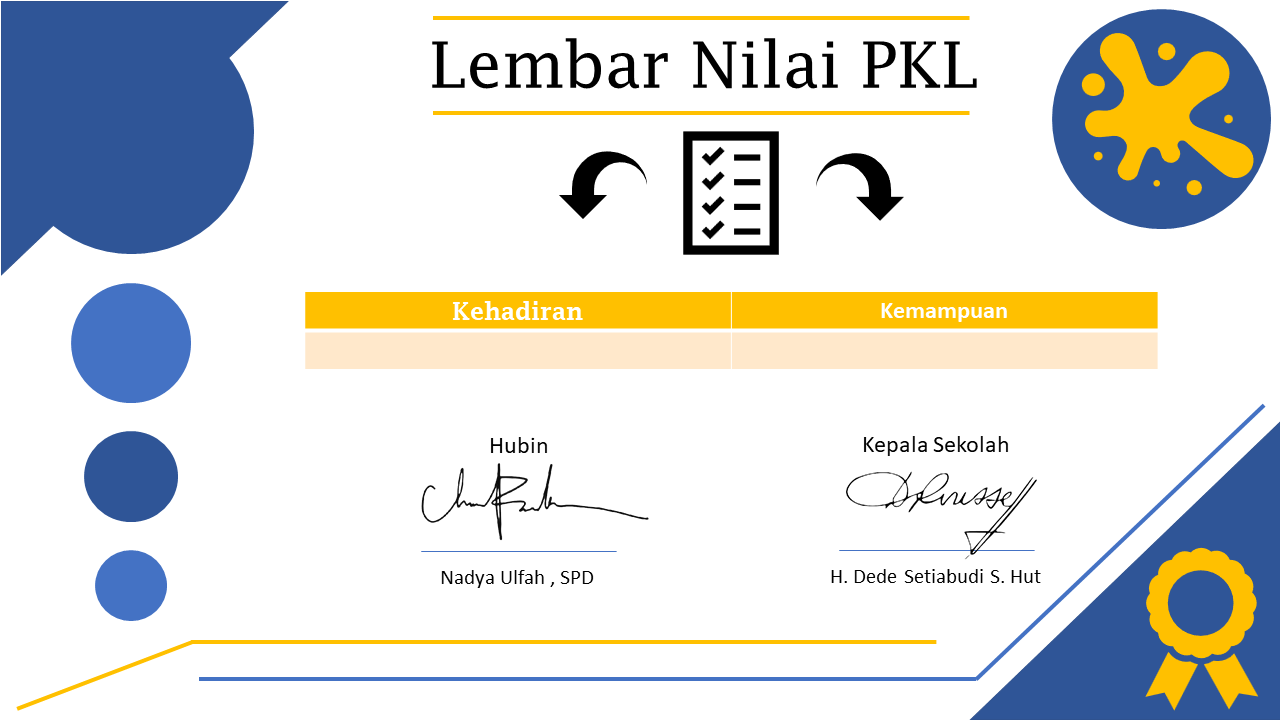 Lembar Nilai PKL
Kehadiran Kemampuan
Hubin Kepala Sekolah
Nadya Ulfah , SPD H. Dede Setiabudi S. Hut